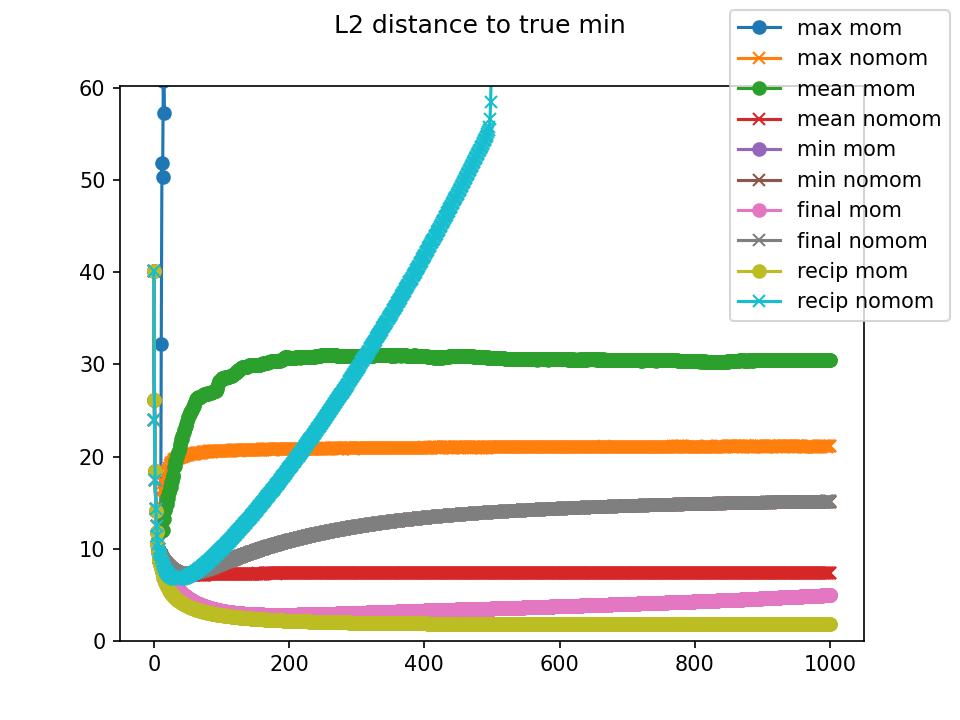 L2 distance to true min
max mom
max nomom
mean mom
mean nomom
min mom
min nomom
final mom
final nomom
recip mom
recip nomom
60
50
40
30
20
10
0
0 200 400 600 800 1000